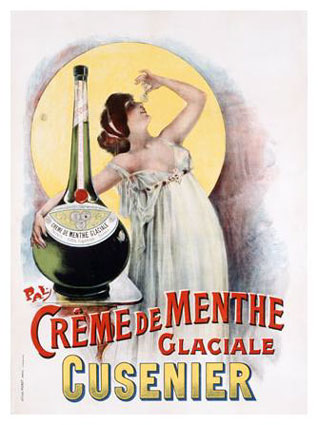 CRÈME DE MENTHE GLACIALE
PAL
CRÈME DE MENTHE
GLACIALE
CUSENIER